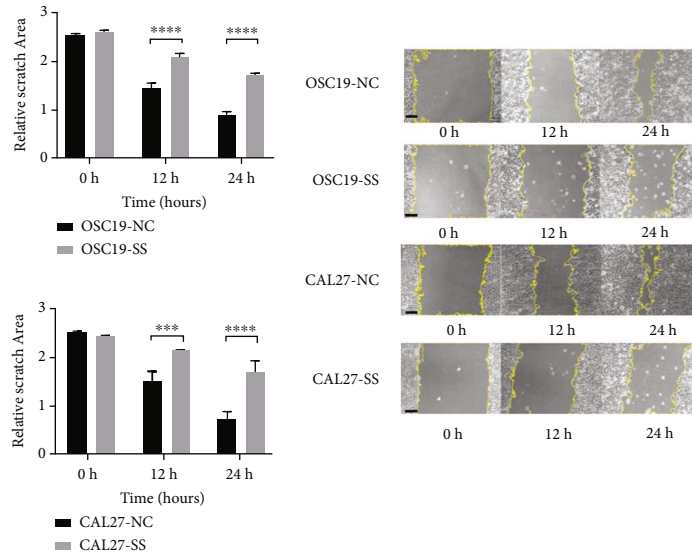 Relative scratch Area
3
2
1
0
**** ****
0 h 12 h 24 h
Time (hours)
OSC19-NC
OSC19-SS
Relative scratch Area
3
2
1
0
*** ****
0 h 12 h 24 h
Time (hours)
CAL27-NC
CAL27-SS
OSC19-NC
0 h 12 h 24 h
OSC19-SS
0 h 12 h 24 h
CAL27-NC
0 h 12 h 24 h
CAL27-SS
0 h 12 h 24 h